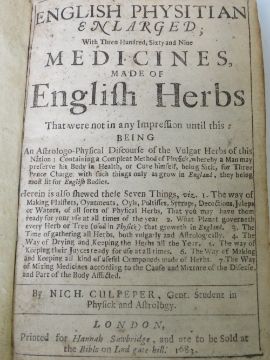 ENGLISH PHYSITIAN
ENLARGED;
With Three Hundred, Sixty and Nine
MEDICINES,
MADE OF
Engliſh Herbs
That were not in any Impreſſion until this:
BEING
An Aſtrologo-Phyſical Diſcourſe of the Vulgar Herbs of this
Nation: Containing a Compleat Method of Phyſick, whereby a Man may
preſerve his Body in Health, or Cure himſelf, being Sick, for Three
Pence Charge, with ſuch things only as grow in England, they being
moſt fit for Engliſh Bodies.
Herein is alſo ſhewed theſe Seven Things, viz. 1. The way of
Making Plaiſters, Oyntments, Oyls, Pultiſſes, Syrrups, Decoctions, Juleps
or Waters, of all ſorts of Phyſical Herbs, That you may have them
ready for your uſe at all times of the year. 2. What Planet governeth
every Herb or Tree (uſed in Phyſick) that groweth in England. 3. The
Time of gathering all Herbs, both vulgarly and Aſtrologically. 4. The
Way of Drying and Keeping the Herbs all the Year. 5. The way of
Keeping their Juyces ready for uſe at all times. 6. The Way of Making
and Keeping all kind of uſeful Compounds made of Herbs. 7. The Way
of Mixing Medicines according to the Cauſe and Mixture of the Diſeaſe,
and Part of the Body Afflicted.
By NICH. CULPEPER, Gent. Student in
Phyſick and Aſtrology.
LONDON,
Printed for Hannah Sawbridge, and are to be Sold at
the Bible on Lud gate hill. 1683.